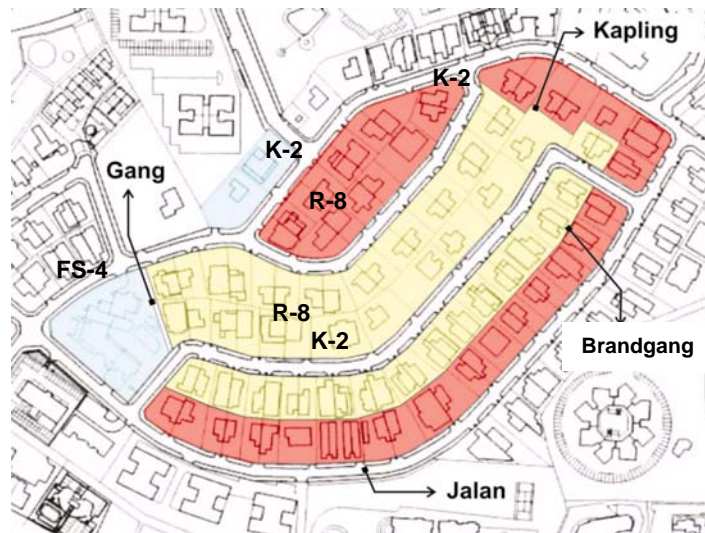 Kapling
K-2
K-2
Gang
R-8
FS-4
R-8
K-2
Brandgang
Jalan